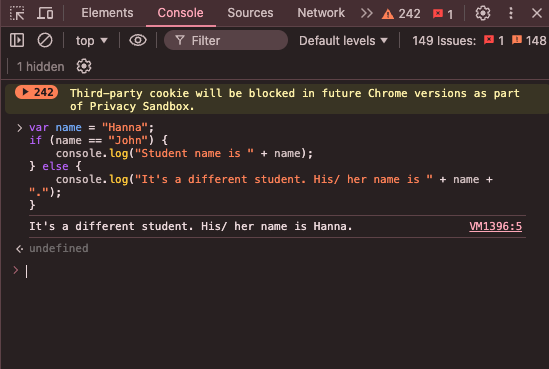 Elements Console Sources Network >> 242 1
top Filter Default levels 149 Issues: 1 148
1 hidden
242 Third-party cookie will be blocked in future Chrome versions as part
of Privacy Sandbox.
> var name = "Hanna";
if (name == "John") {
console.log("Student name is " + name);
} else {
console.log("It's a different student. His/ her name is " + name +
".");
}
It's a different student. His/ her name is Hanna. VM1396:5
undefined
>